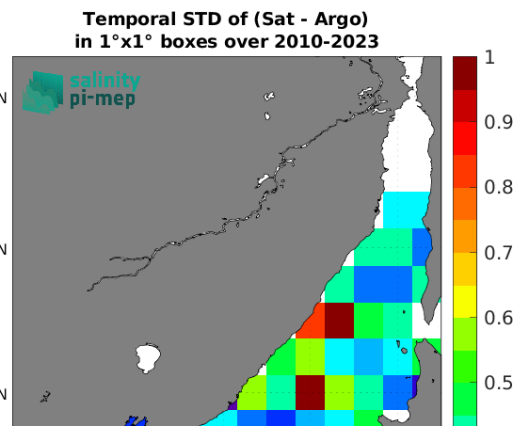 Temporal STD of (Sat - Argo)
in 1°x1° boxes over 2010-2023
salinity
pi-mep
N
N
N
1
0.9
0.8
0.7
0.6
0.5